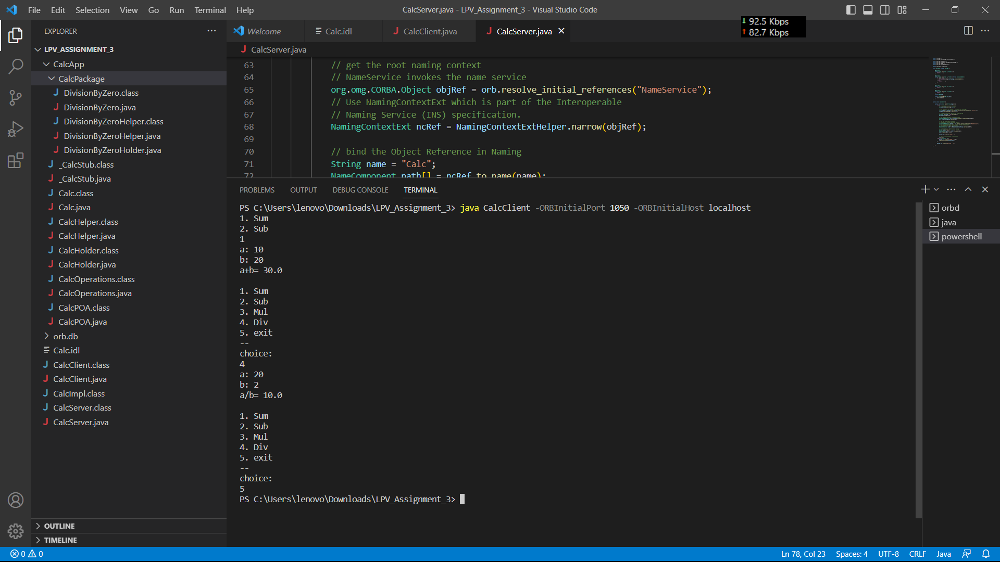 File Edit Selection View Go Run Terminal Help
CalcServer.java - LPV_Assignment_3 - Visual Studio Code
92.5 Kbps
82.7 Kbps
EXPLORER
LPV_ASSIGNMENT_3
CalcApp
CalcPackage
DivisionByZero.class
DivisionByZero.java
DivisionByZeroHelper.class
DivisionByZeroHelper.java
DivisionByZeroHolder.java
_CalcStub.class
_CalcStub.java
Calc.class
Calc.java
CalcHelper.class
CalcHelper.java
CalcHolder.class
CalcHolder.java
CalcOperations.class
CalcOperations.java
CalcPOA.class
CalcPOA.java
orb.db
Calc.idl
CalcClient.class
CalcClient.java
CalcImpl.class
CalcServer.class
CalcServer.java
OUTLINE
TIMELINE
Welcome Calc.idl CalcClient.java CalcServer.java
CalcServer.java
63 // get the root naming context
64 // NameService invokes the name service
65 org.omg.CORBA.Object objRef = orb.resolve_initial_references("NameService");
66 // Use NamingContextExt which is part of the Interoperable
67 // Naming Service (INS) specification.
68 NamingContextExt ncRef = NamingContextExtHelper.narrow(objRef);
69
70 // bind the Object Reference in Naming
71 String name = "Calc";
72 NameComponent path[] = ncRef.to_name(name);
PROBLEMS OUTPUT DEBUG CONSOLE TERMINAL
PS C:\Users\lenovo\Downloads\LPV_Assignment_3> java CalcClient -ORBInitialPort 1050 -ORBInitialHost localhost
1. Sum
2. Sub
1
a: 10
b: 20
a+b= 30.0
1. Sum
2. Sub
3. Mul
4. Div
5. exit
--
choice:
4
a: 20
b: 2
a/b= 10.0
1. Sum
2. Sub
3. Mul
4. Div
5. exit
--
choice:
5
PS C:\Users\lenovo\Downloads\LPV_Assignment_3>
orbd
java
powershell
0 0
Ln 78, Col 23 Spaces: 4 UTF-8 CRLF Java